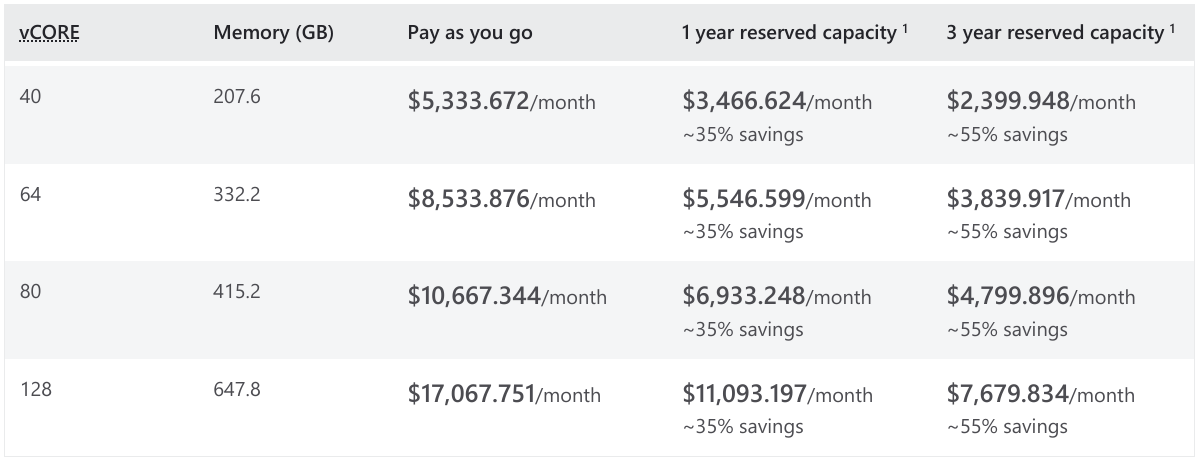 vCORE Memory (GB) Pay as you go 1 year reserved capacity 1 3 year reserved capacity 1
40 207.6 $5,333.672/month $3,466.624/month $2,399.948/month
~35% savings ~55% savings
64 332.2 $8,533.876/month $5,546.599/month $3,839.917/month
~35% savings ~55% savings
80 415.2 $10,667.344/month $6,933.248/month $4,799.896/month
~35% savings ~55% savings
128 647.8 $17,067.751/month $11,093.197/month $7,679.834/month
~35% savings ~55% savings